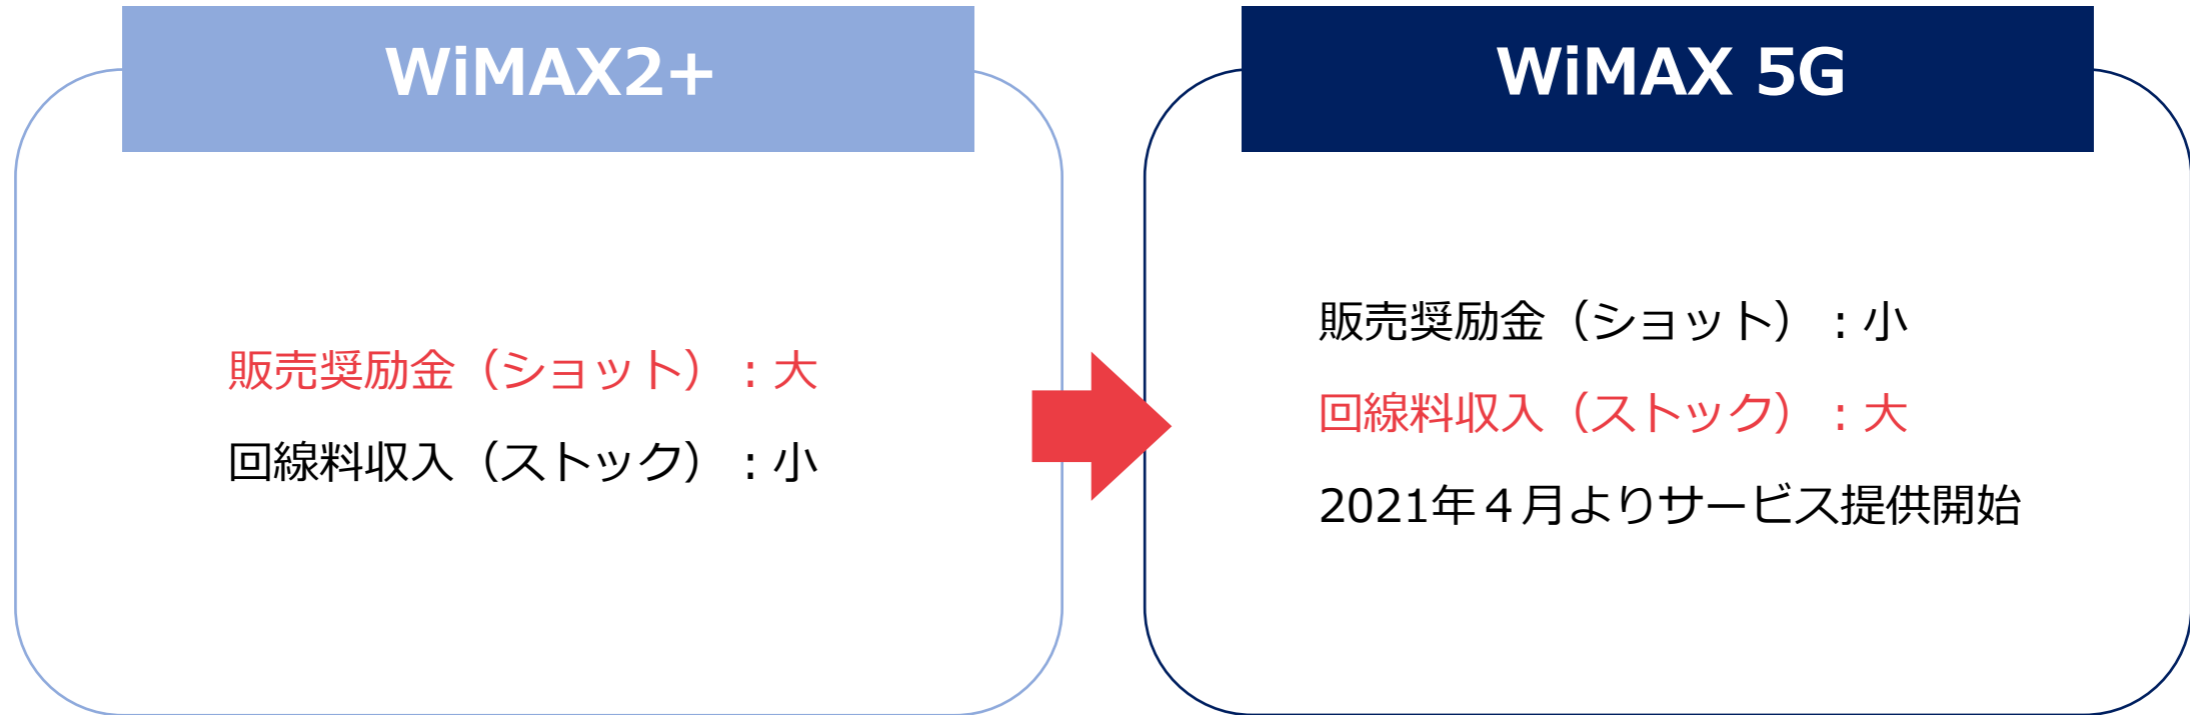 WiMAX2+
販売奨励金（ショット）：大
回線料収入（ストック）：小
WiMAX 5G
販売奨励金（ショット）：小
回線料収入（ストック）：大
2021年４月よりサービス提供開始